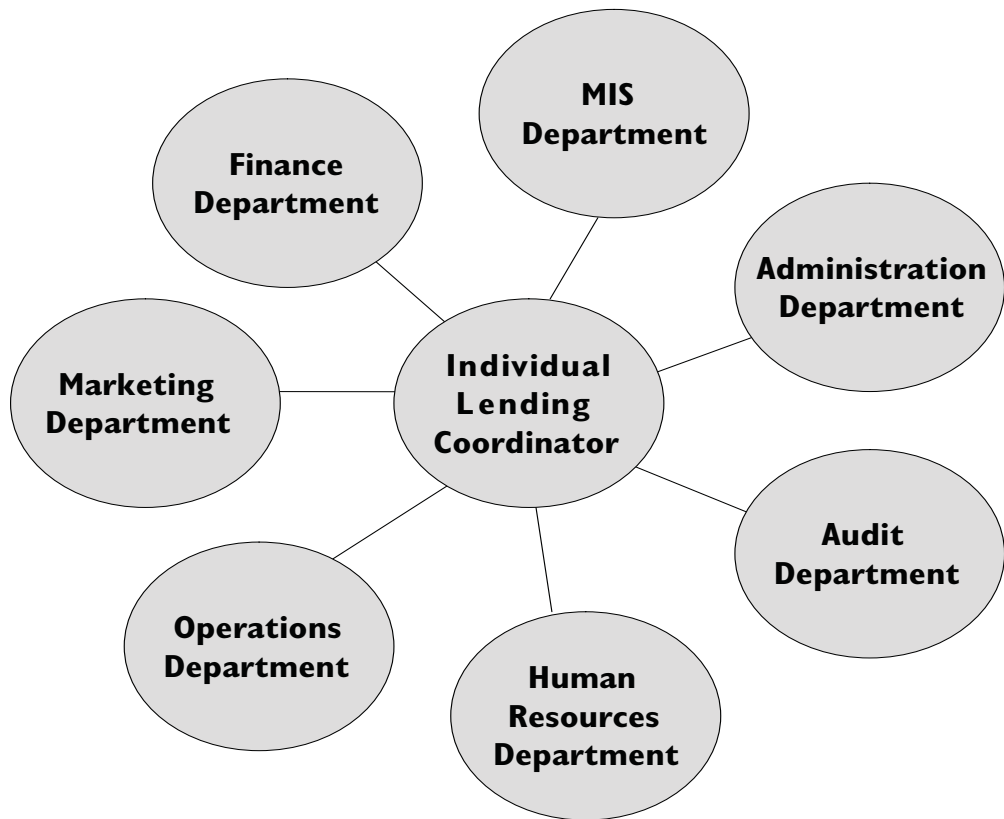 MIS
Department
Finance
Department
Administration
Department
Individual
Lending
Coordinator
Marketing
Department
Audit
Department
Operations
Department
Human
Resources
Department